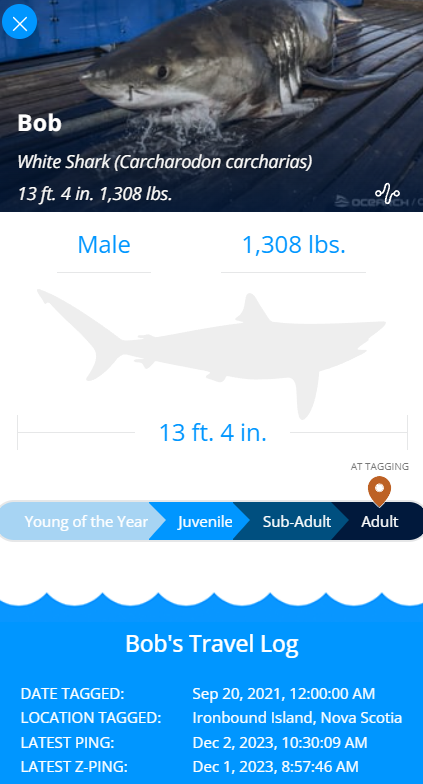 Bob
White Shark (Carcharodon carcharias)
13 ft. 4 in. 1,308 lbs.
Male 1,308 lbs.
13 ft. 4 in.
AT TAGGING
Young of the Year Juvenile Sub-Adult Adult
Bob's Travel Log
DATE TAGGED: Sep 20, 2021, 12:00:00 AM
LOCATION TAGGED: Ironbound Island, Nova Scotia
LATEST PING: Dec 2, 2023, 10:30:09 AM
LATEST Z-PING: Dec 1, 2023, 8:57:46 AM